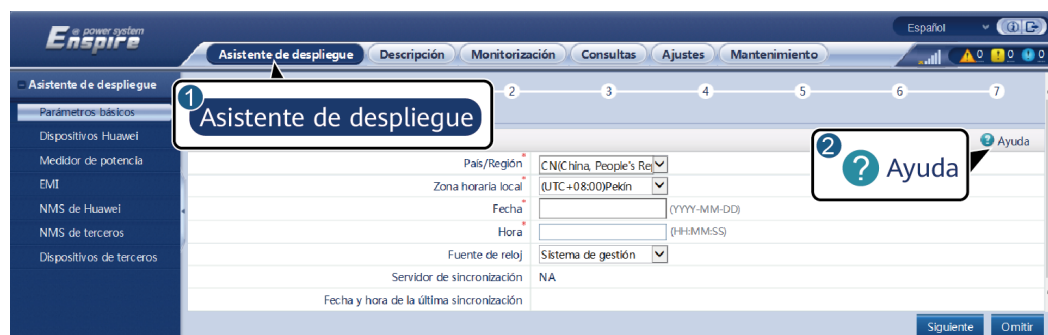 e power system
Enspire
Español
Asistente de despliegue
Descripción
Monitorización
Consultas
Ajustes
Mantenimiento
0
0
0
Asistente de despliegue
Parámetros básicos
Dispositivos Huawei
Medidor de potencia
EMI
NMS de Huawei
NMS de terceros
Dispositivos de terceros
1
Asistente de despliegue
2
3
4
5
6
7
Ayuda
2
? Ayuda
País/Región* CN(China, People's Re
Zona horaria local* (UTC+08:00)Pekín
Fecha* (YYYY-MM-DD)
Hora* (HH:MM:SS)
Fuente de reloj Sistema de gestión
Servidor de sincronización NA
Fecha y hora de la última sincronización
Siguiente Omitir